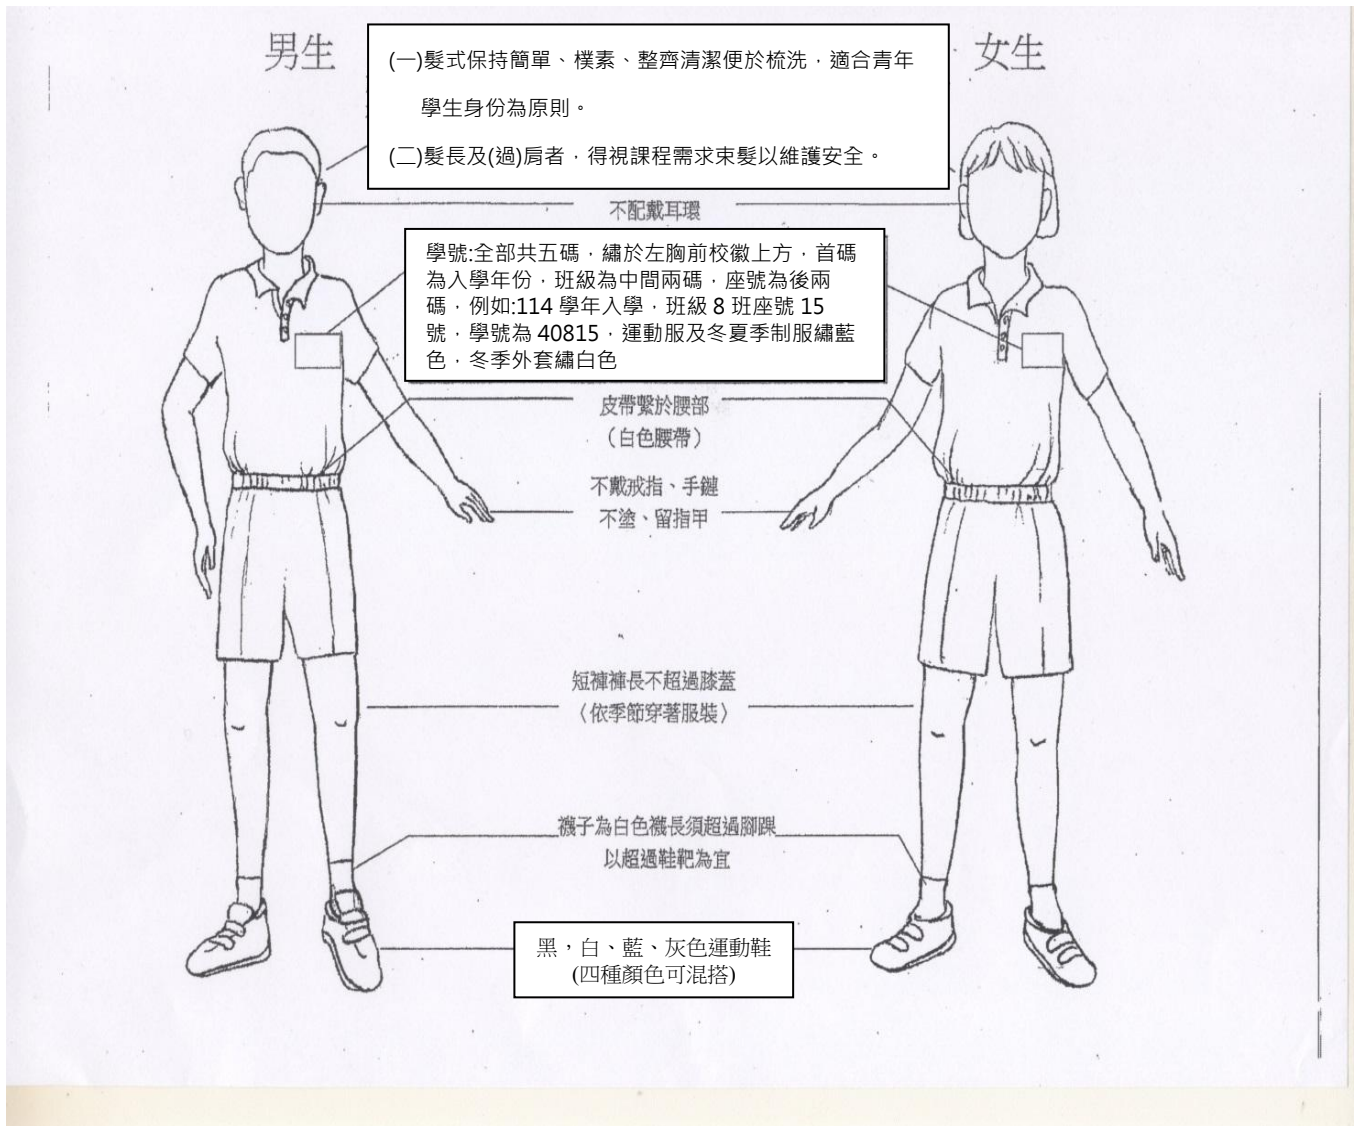 男生
女生
(一)髮式保持簡單、樸素、整齊清潔便於梳洗，適合青年
學生身份為原則。
(二)髮長及(過)肩者，得視課程需求束髮以維護安全。
不配戴耳環
學號:全部共五碼，繡於左胸前校徽上方，首碼
為入學年份，班級為中間兩碼，座號為後兩
碼，例如:114 學年入學，班級 8 班座號 15
號，學號為 40815，運動服及冬夏季制服繡藍
色，冬季外套繡白色
皮帶繫於腰部
（白色腰帶）
不戴戒指、手鏈
不塗、留指甲
短褲褲長不超過膝蓋
〈依季節穿著服裝〉
襪子為白色襪長須超過腳踝
以超過鞋靶為宜
黑，白、藍、灰色運動鞋
(四種顏色可混搭)